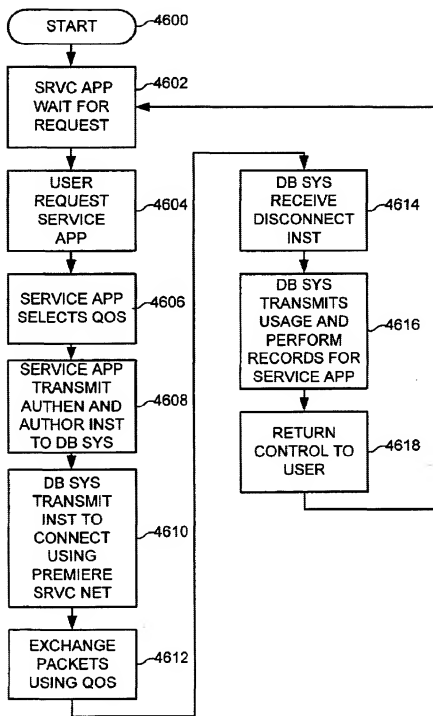 START
4600
SRVC APP
WAIT FOR
REQUEST
4602
USER
REQUEST
SERVICE
APP
4604
SERVICE APP
SELECTS QOS
4606
SERVICE APP
TRANSMIT
AUTHEN AND
AUTHOR INST
TO DB SYS
4608
DB SYS
TRANSMIT
INST TO
CONNECT
USING
PREMIERE
SRVC NET
4610
EXCHANGE
PACKETS
USING QOS
4612
DB SYS
RECEIVE
DISCONNECT
INST
4614
DB SYS
TRANSMITS
USAGE AND
PERFORM
RECORDS FOR
SERVICE APP
4616
RETURN
CONTROL TO
USER
4618